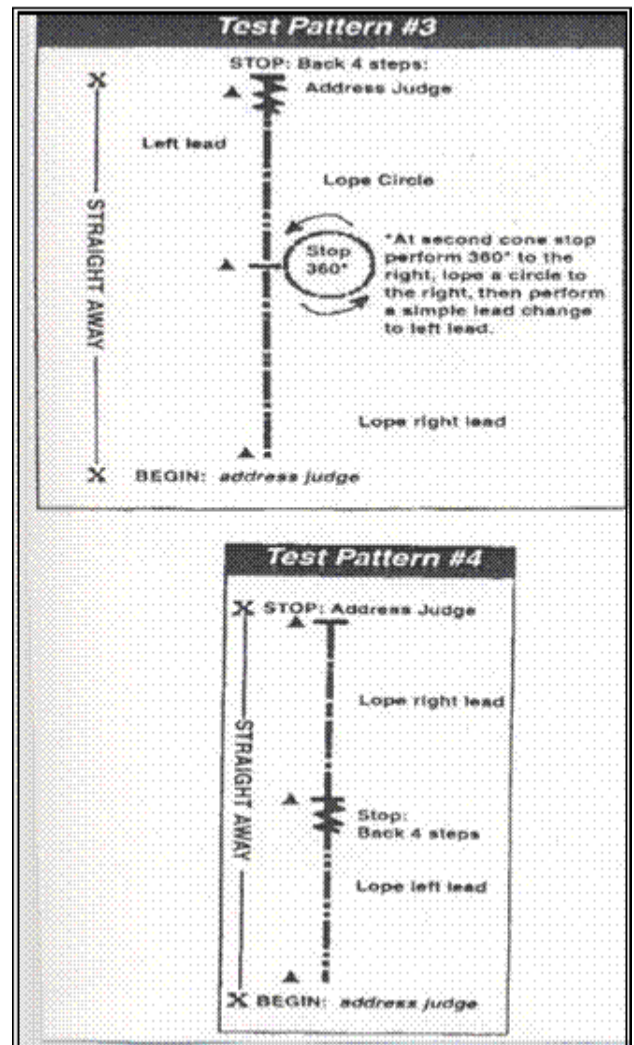 Test Pattern #3
STOP: Back 4 steps:
Address Judge
X
Left lead
Lope Circle
STRAIGHT AWAY
Stop
360°
*At second cone stop
perform 360° to the
right, lope a circle to
the right, then perform
a simple lead change
to left lead.
Lope right lead
X BEGIN: address judge
Test Pattern #4
X STOP: Address Judge
Lope right lead
STRAIGHT AWAY
Stop:
Back 4 steps
Lope left lead
X BEGIN: address judge